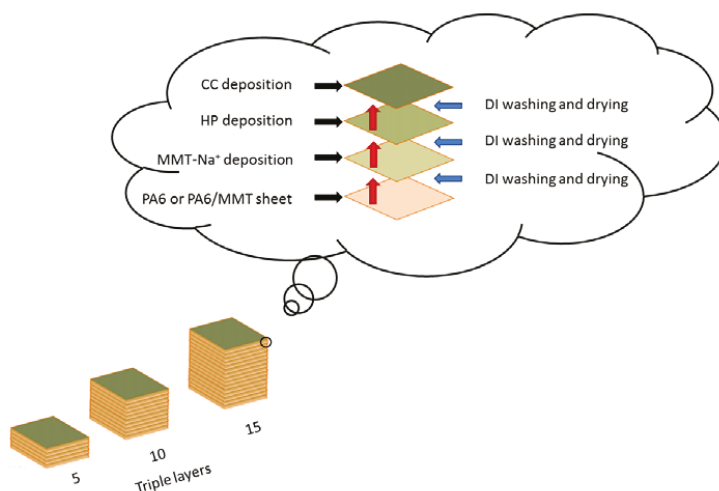 CC deposition
DI washing and drying
HP deposition
DI washing and drying
MMT-Na⁺ deposition
DI washing and drying
PA6 or PA6/MMT sheet
5
10
15
Triple layers